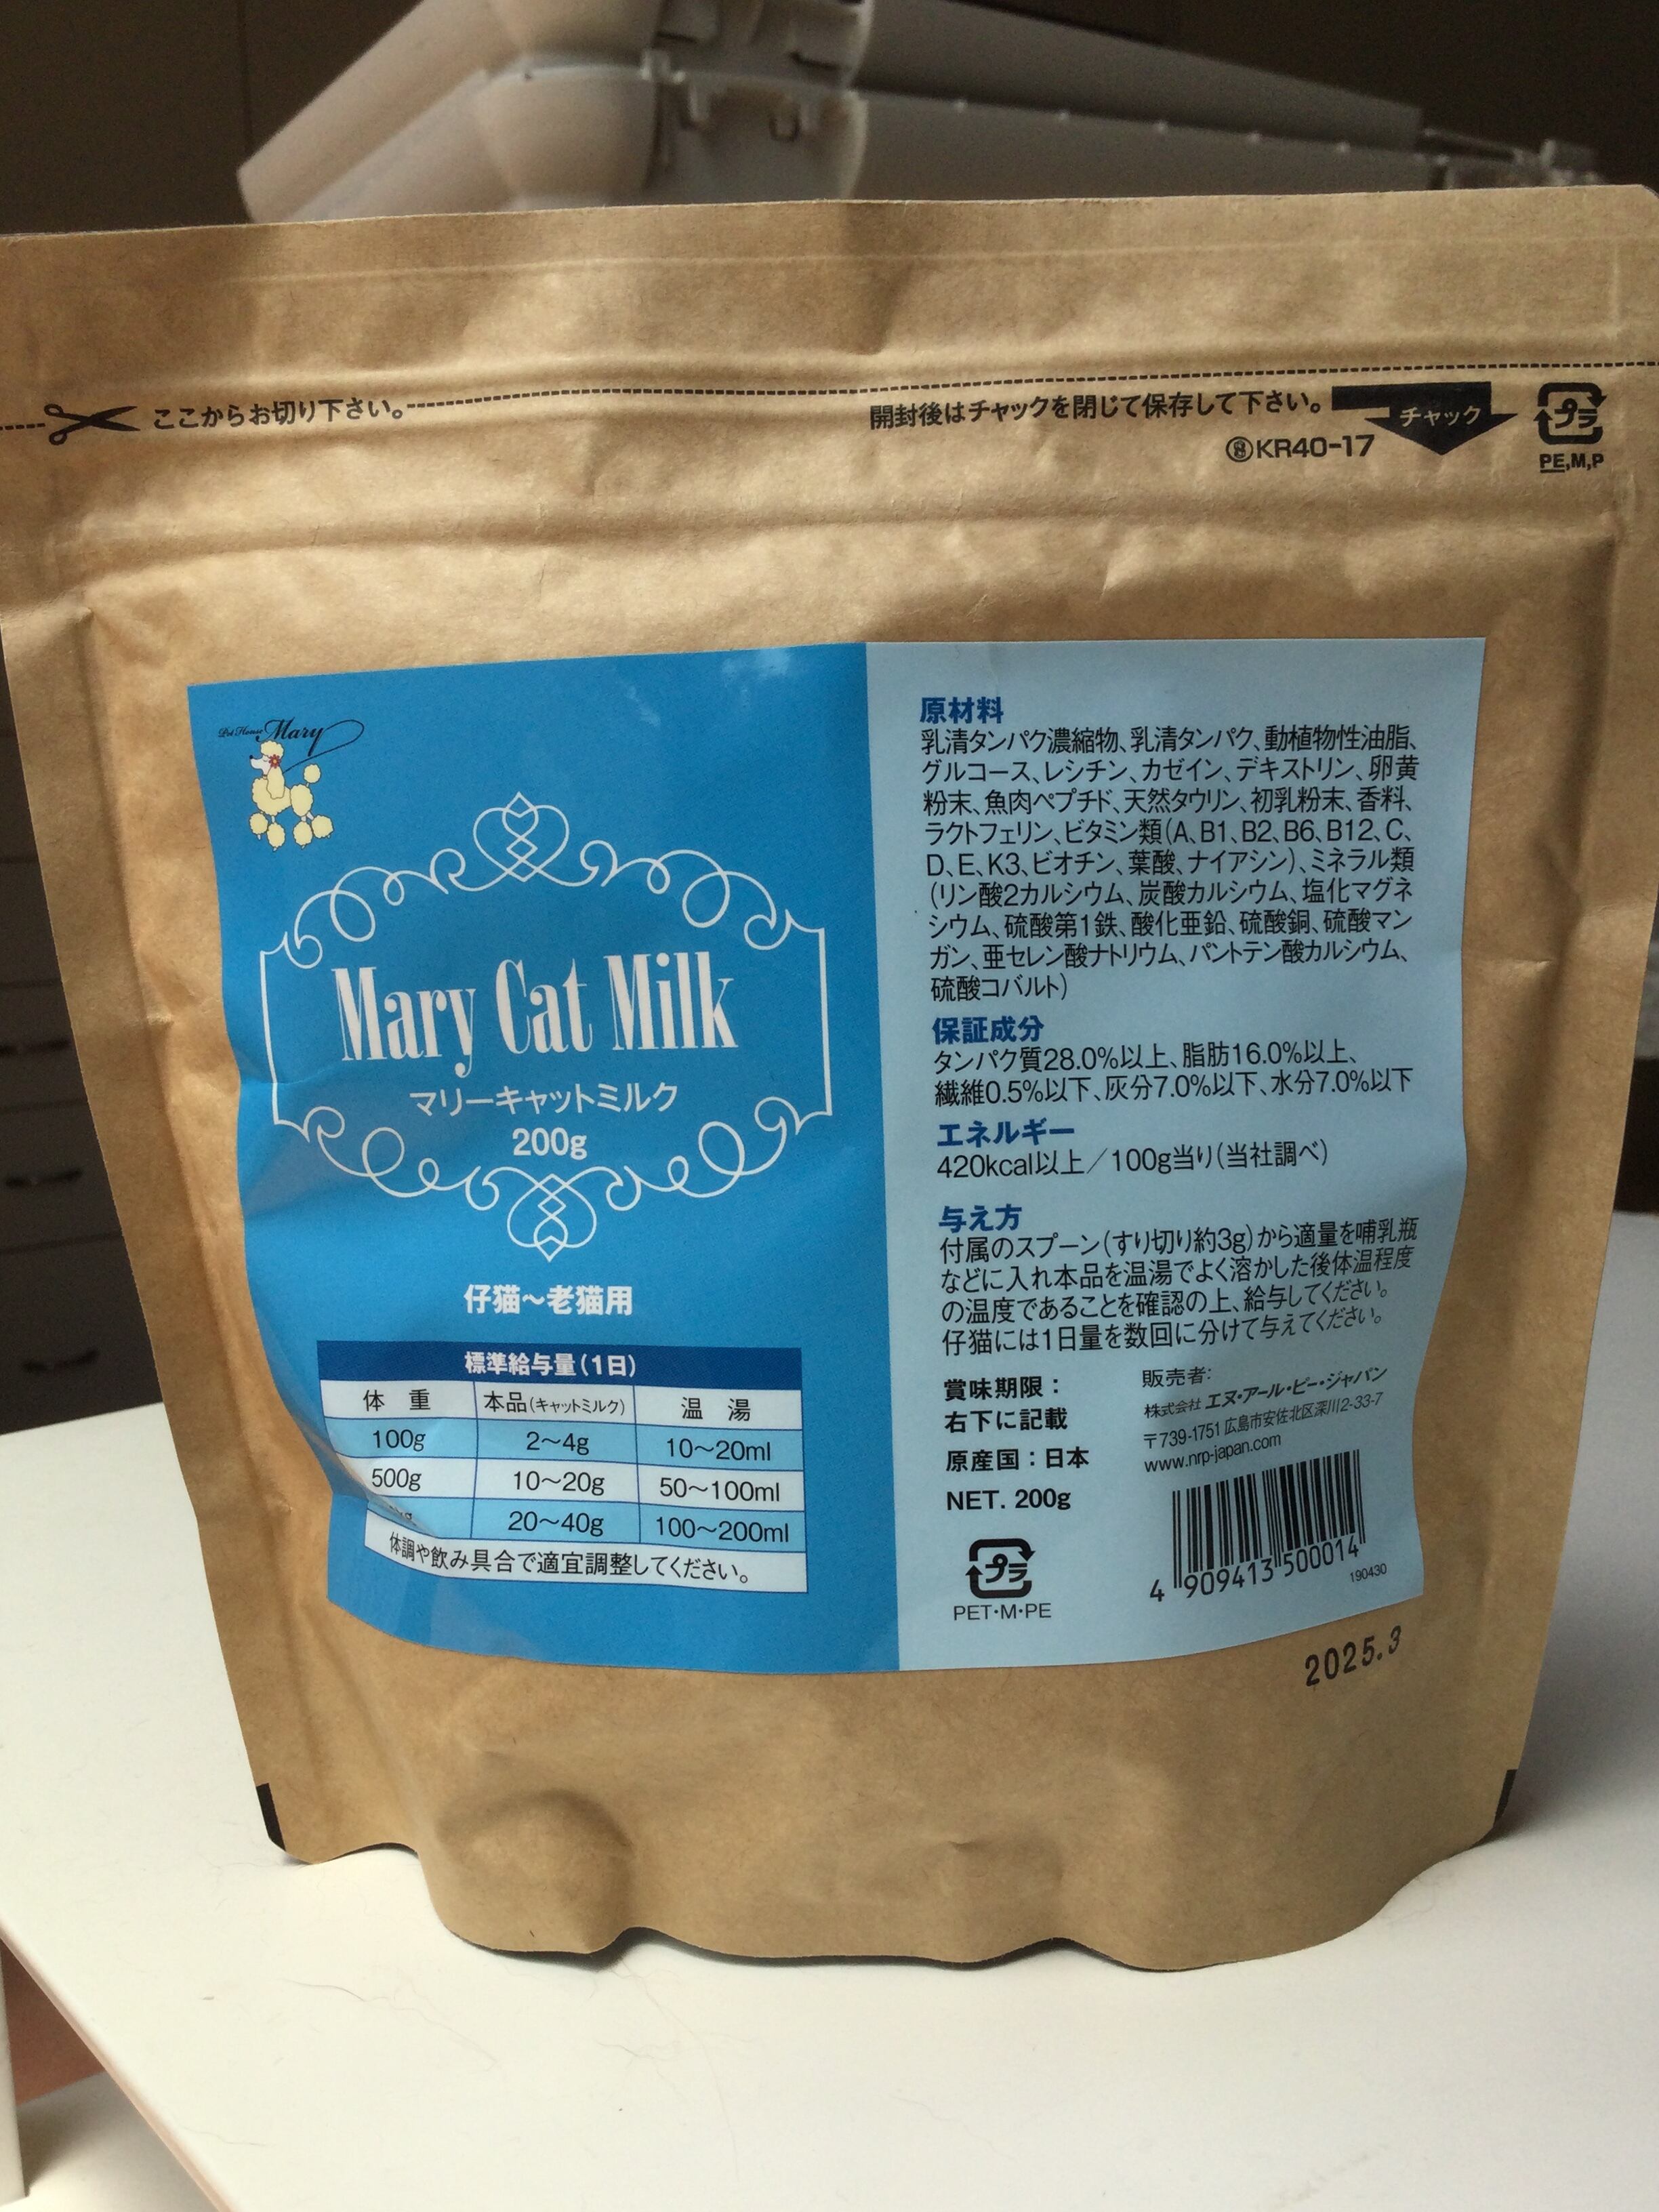 ここからお切り下さい。
開封後はチャックを閉じて保存して下さい。
チャック
プラ
KR40-17
PE,M,P
Pet House Mary
Mary Cat Milk
マリーキャットミルク
200g
仔猫〜老猫用
標準給与量(1日)
体 重 本品(キャットミルク) 温 湯
100g 2〜4g 10〜20ml
500g 10〜20g 50〜100ml
20〜40g 100〜200ml
体調や飲み具合で適宜調整してください。
原材料
乳清タンパク濃縮物、乳清タンパク、動植物性油脂、
グルコース、レシチン、カゼイン、デキストリン、卵黄
粉末、魚肉ペプチド、天然タウリン、初乳粉末、香料、
ラクトフェリン、ビタミン類(A、B1、B2、B6、B12、C、
D、E、K3、ビオチン、葉酸、ナイアシン)、ミネラル類
(リン酸2カルシウム、炭酸カルシウム、塩化マグネ
シウム、硫酸第1鉄、酸化亜鉛、硫酸銅、硫酸マン
ガン、亜セレン酸ナトリウム、パントテン酸カルシウム、
硫酸コバルト)
保証成分
タンパク質28.0%以上、脂肪16.0%以上、
繊維0.5%以下、灰分7.0%以下、水分7.0%以下
エネルギー
420kcal以上/100g当り(当社調べ)
与え方
付属のスプーン(すり切り約3g)から適量を哺乳瓶
などに入れ本品を温湯でよく溶かした後体温程度
の温度であることを確認の上、給与してください。
仔猫には1日量を数回に分けて与えてください。
賞味期限:
右下に記載
原産国:日本
NET. 200g
プラ
PET・M・PE
販売者:
株式会社 エヌ・アール・ピー・ジャパン
〒739-1751 広島市安佐北区深川2-33-7
www.nrp-japan.com
4 909413 500014
190430
2025.3